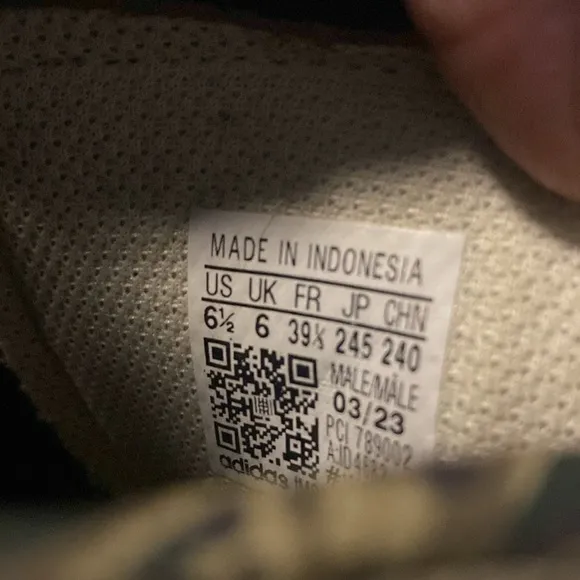 MADE IN INDONESIA
US UK FR JP CHN
6½ 6 39⅓ 245 240
MALE/MÂLE
03/23
PCI 789002
adidas